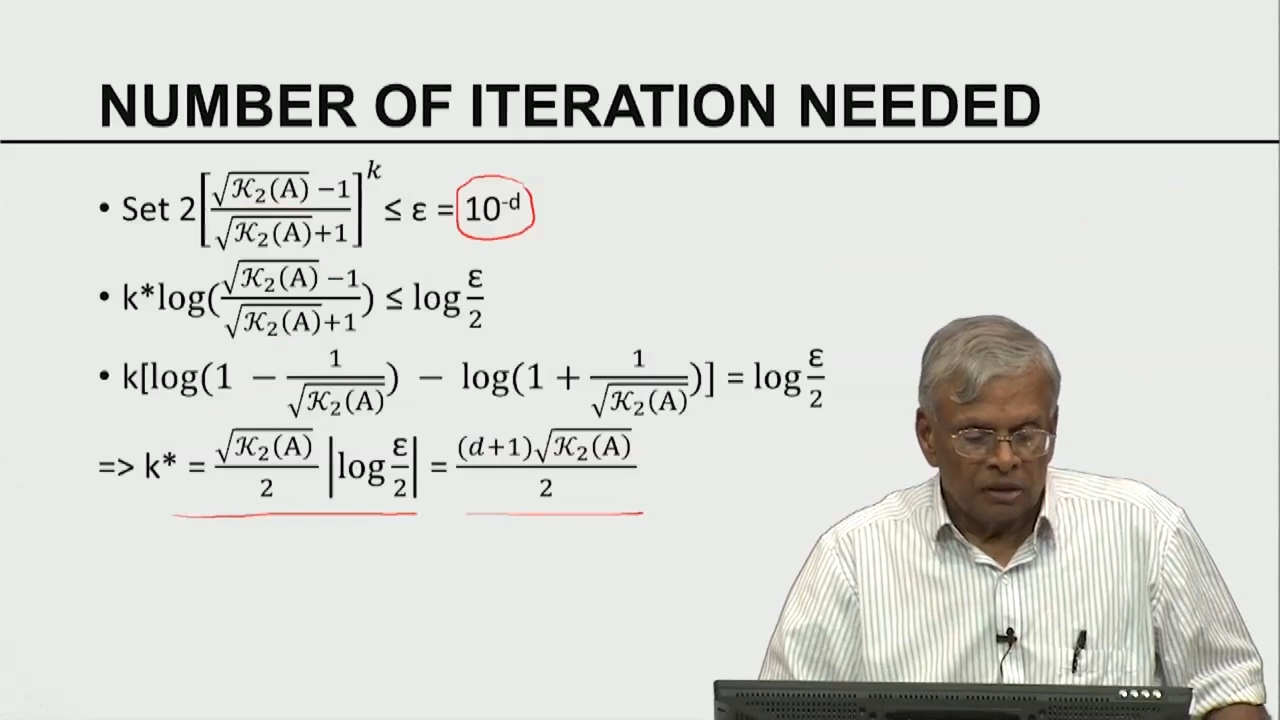 NUMBER OF ITERATION NEEDED
• Set 2[(√𝒦₂(A) −1)/(√𝒦₂(A)+1)]^k ≤ ε = 10^-d
• k*log((√𝒦₂(A) −1)/(√𝒦₂(A)+1)) ≤ log ε/2
• k[log(1 − 1/√𝒦₂(A)) − log(1 + 1/√𝒦₂(A))] = log ε/2
=> k* = √𝒦₂(A)/2 |log ε/2| = (d+1)√𝒦₂(A)/2